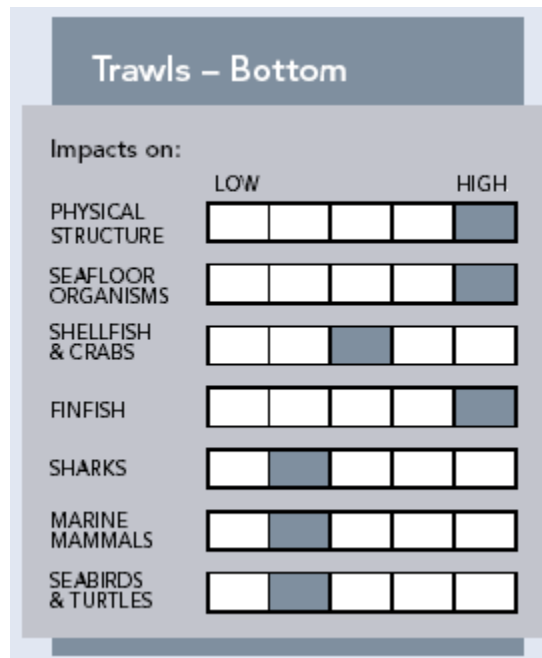 Trawls – Bottom
Impacts on:
LOW HIGH
PHYSICAL
STRUCTURE
SEAFLOOR
ORGANISMS
SHELLFISH
& CRABS
FINFISH
SHARKS
MARINE
MAMMALS
SEABIRDS
& TURTLES